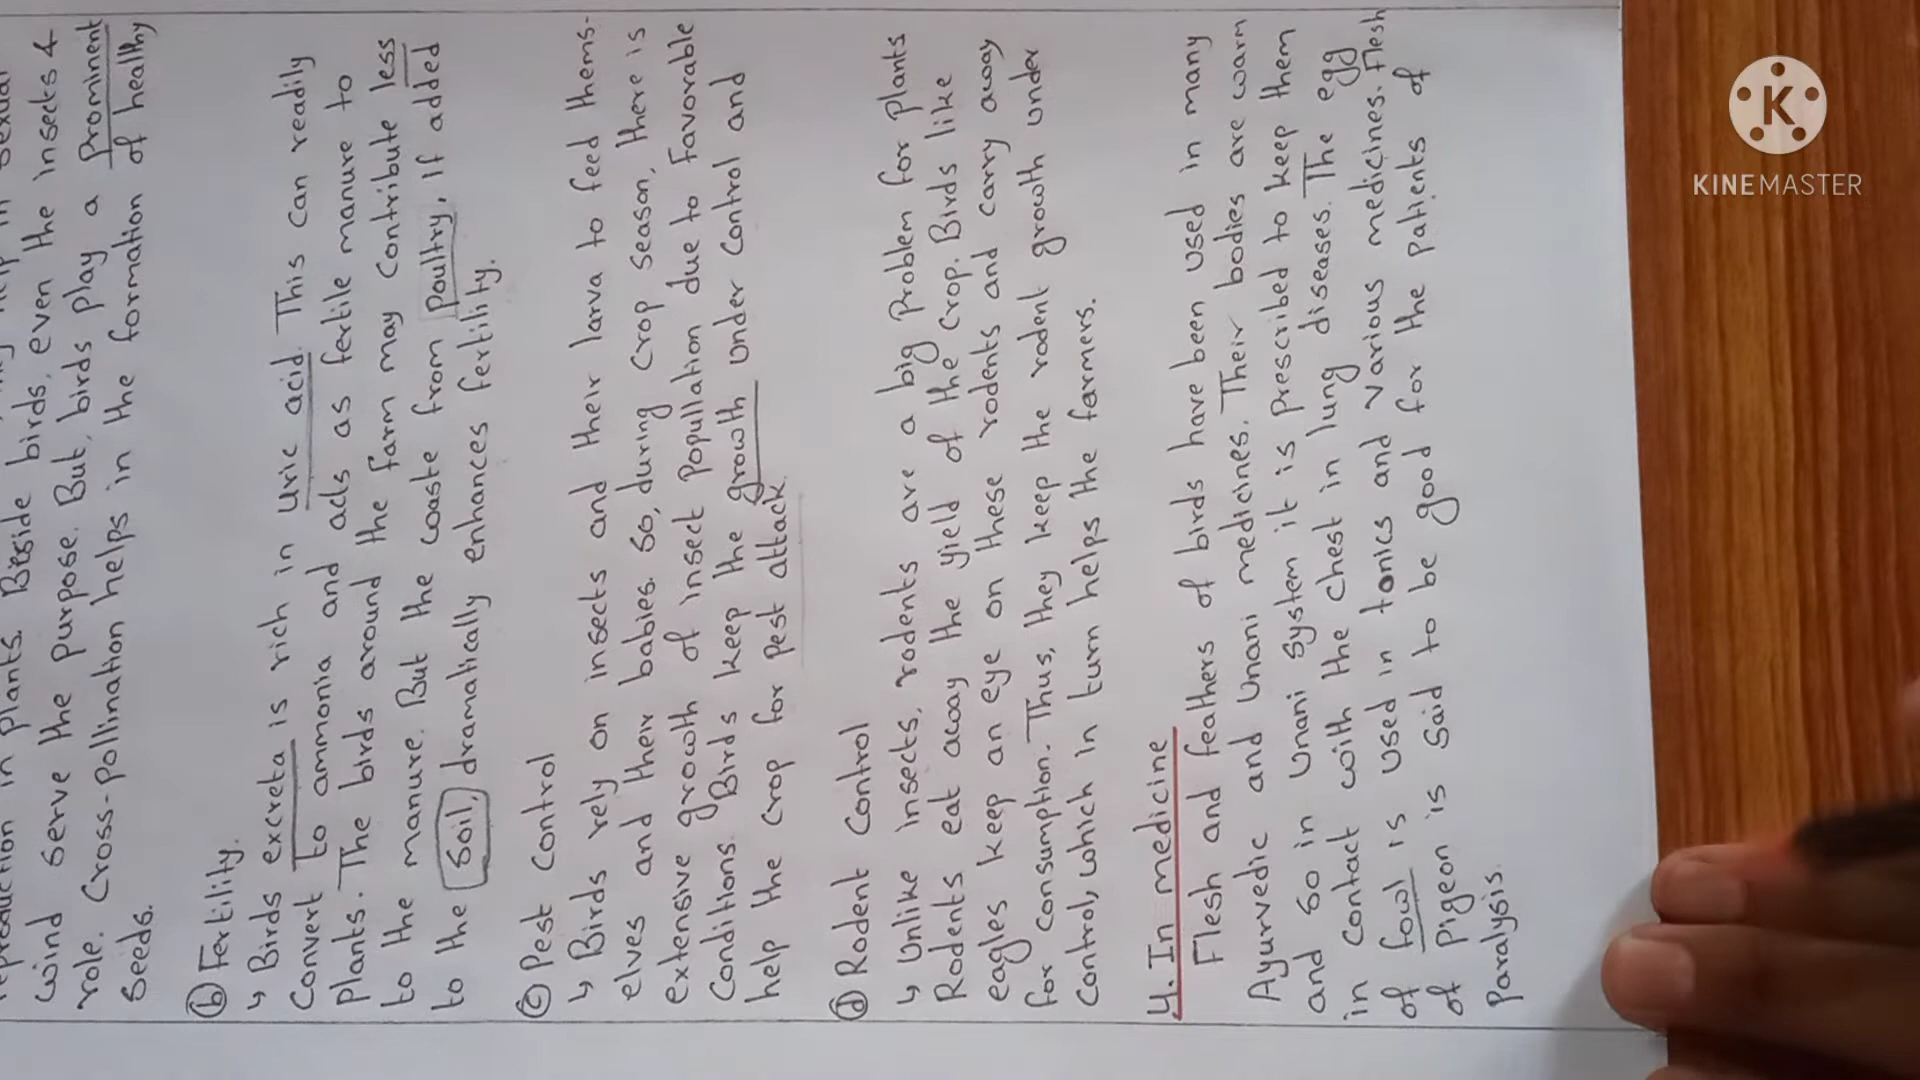 reproduction in plants. Beside birds, even the insects &
wind serve the purpose. But, birds play a Prominent
role. Cross-Pollination helps in the formation of healthy
Seeds.
(b) Fertility.
↳ Birds excreta is rich in uric acid. This can readily
Convert to ammonia and acts as fertile manure to
Plants. The birds around the farm may contribute less
to the manure. But the waste from Poultry, if added
to the Soil, dramatically enhances fertility.
(c) Pest Control
↳ Birds rely on insects and their larva to feed thems-
elves and their babies. So, during crop season, there is
extensive growth of insect Popullation due to Favorable
Conditions. Birds keep the growth under control and
help the crop for Pest attack.
(d) Rodent Control
↳ Unlike insects, rodents are a big Problem for Plants
Rodents eat away the yield of the crop. Birds like
eagles keep an eye on these rodents and carry away
for consumption. Thus, they keep the rodent growth under
Control, which in turn helps the farmers.
4. In medicine
Flesh and feathers of birds have been used in many
Ayurvedic and Unani medicines. Their bodies are warm
and so in Unani System it is Prescribed to keep them
in contact with the chest in lung diseases. The egg
of fowl is used in tonics and various medicines. Flesh
of Pigeon is said to be good for the Patients of
Paralysis.
KINEMASTER